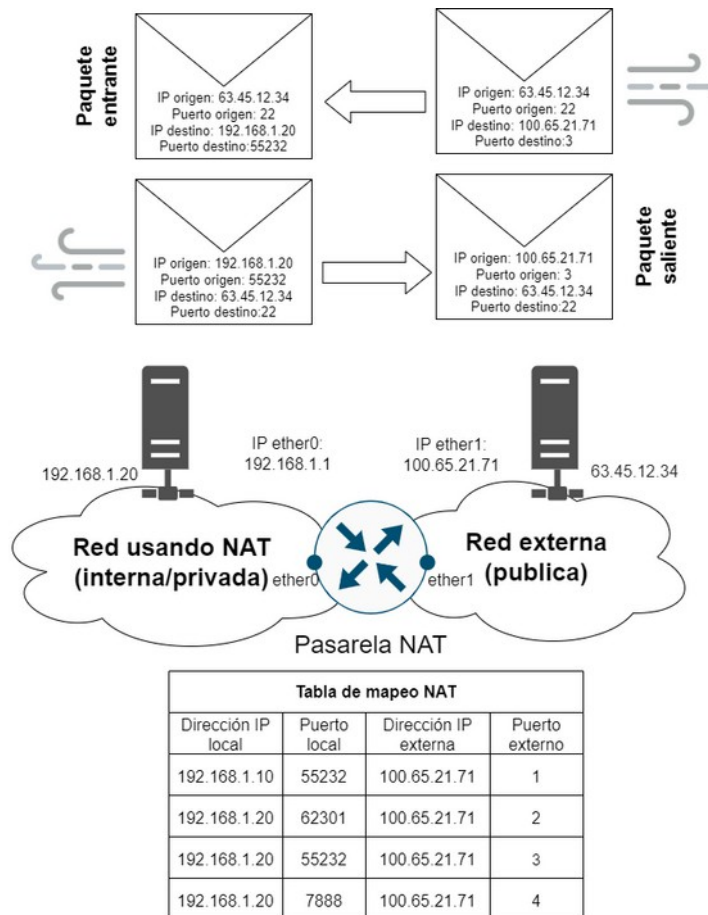 Paquete
entrante
IP origen: 63.45.12.34
Puerto origen: 22
IP destino: 192.168.1.20
Puerto destino:55232
IP origen: 63.45.12.34
Puerto origen: 22
IP destino: 100.65.21.71
Puerto destino:3
IP origen: 192.168.1.20
Puerto origen: 55232
IP destino: 63.45.12.34
Puerto destino:22
IP origen: 100.65.21.71
Puerto origen: 3
IP destino: 63.45.12.34
Puerto destino:22
Paquete
saliente
192.168.1.20
IP ether0:
192.168.1.1
IP ether1:
100.65.21.71
63.45.12.34
Red usando NAT
(interna/privada)
ether0
ether1
Red externa
(publica)
Pasarela NAT
Tabla de mapeo NAT
Dirección IP local Puerto local Dirección IP externa Puerto externo
192.168.1.10 55232 100.65.21.71 1
192.168.1.20 62301 100.65.21.71 2
192.168.1.20 55232 100.65.21.71 3
192.168.1.20 7888 100.65.21.71 4